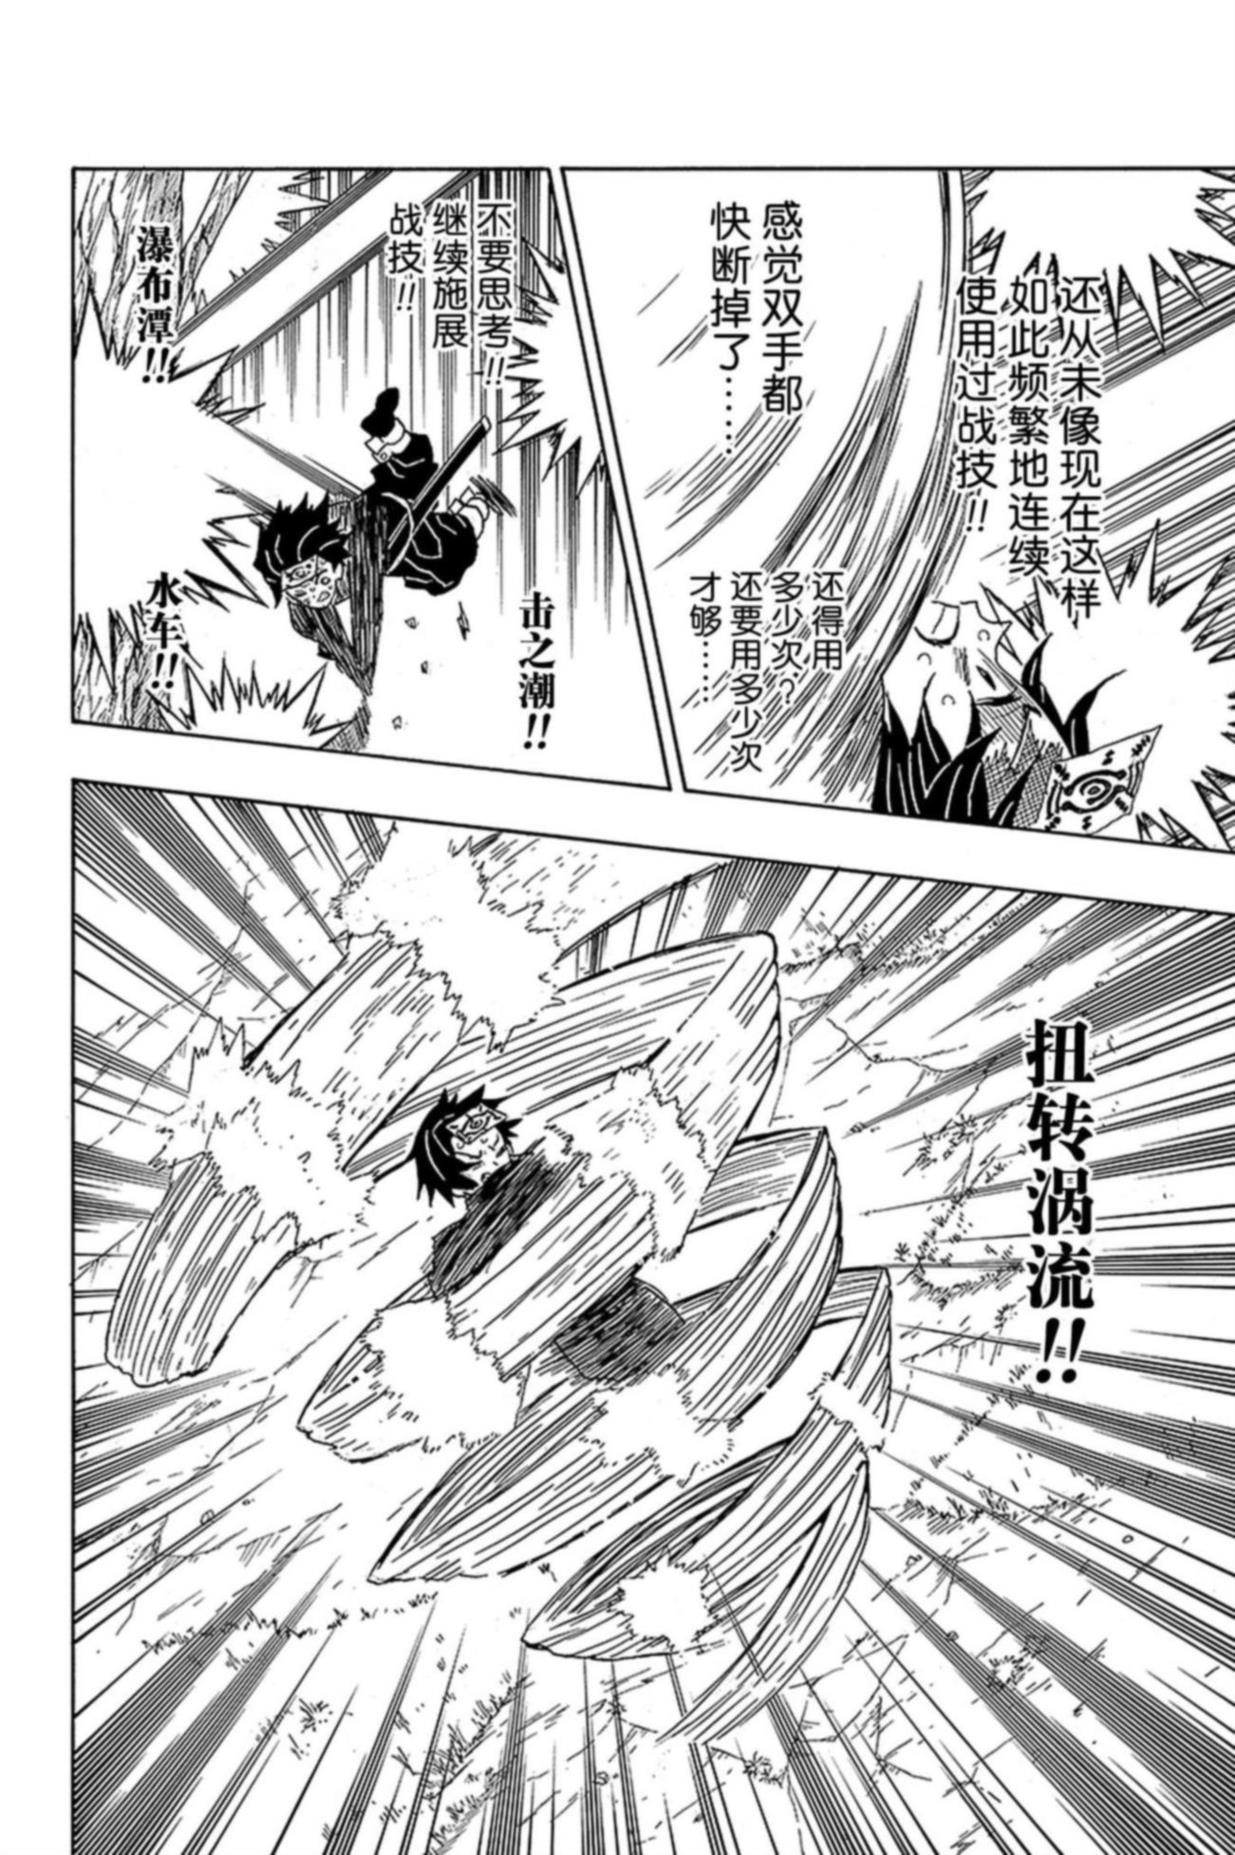 还从未像现在这样
如此频繁地连续
使用过战技!!
感觉双手都
快断掉了……
还得用
多少次？
还要用多少次
才够……
不要思考!!
继续施展
战技!!
击之潮!!
瀑布潭!!
水车!!
扭转涡流!!